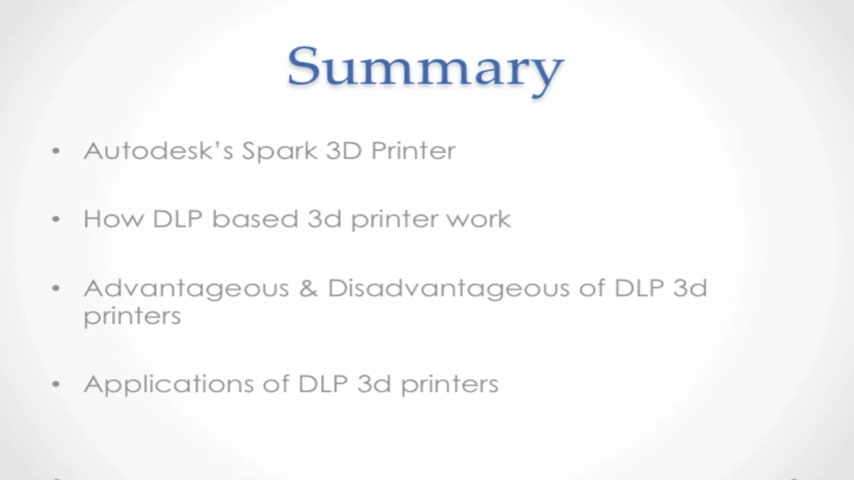 Summary
• Autodesk’s Spark 3D Printer
• How DLP based 3d printer work
• Advantageous & Disadvantageous of DLP 3d
printers
• Applications of DLP 3d printers